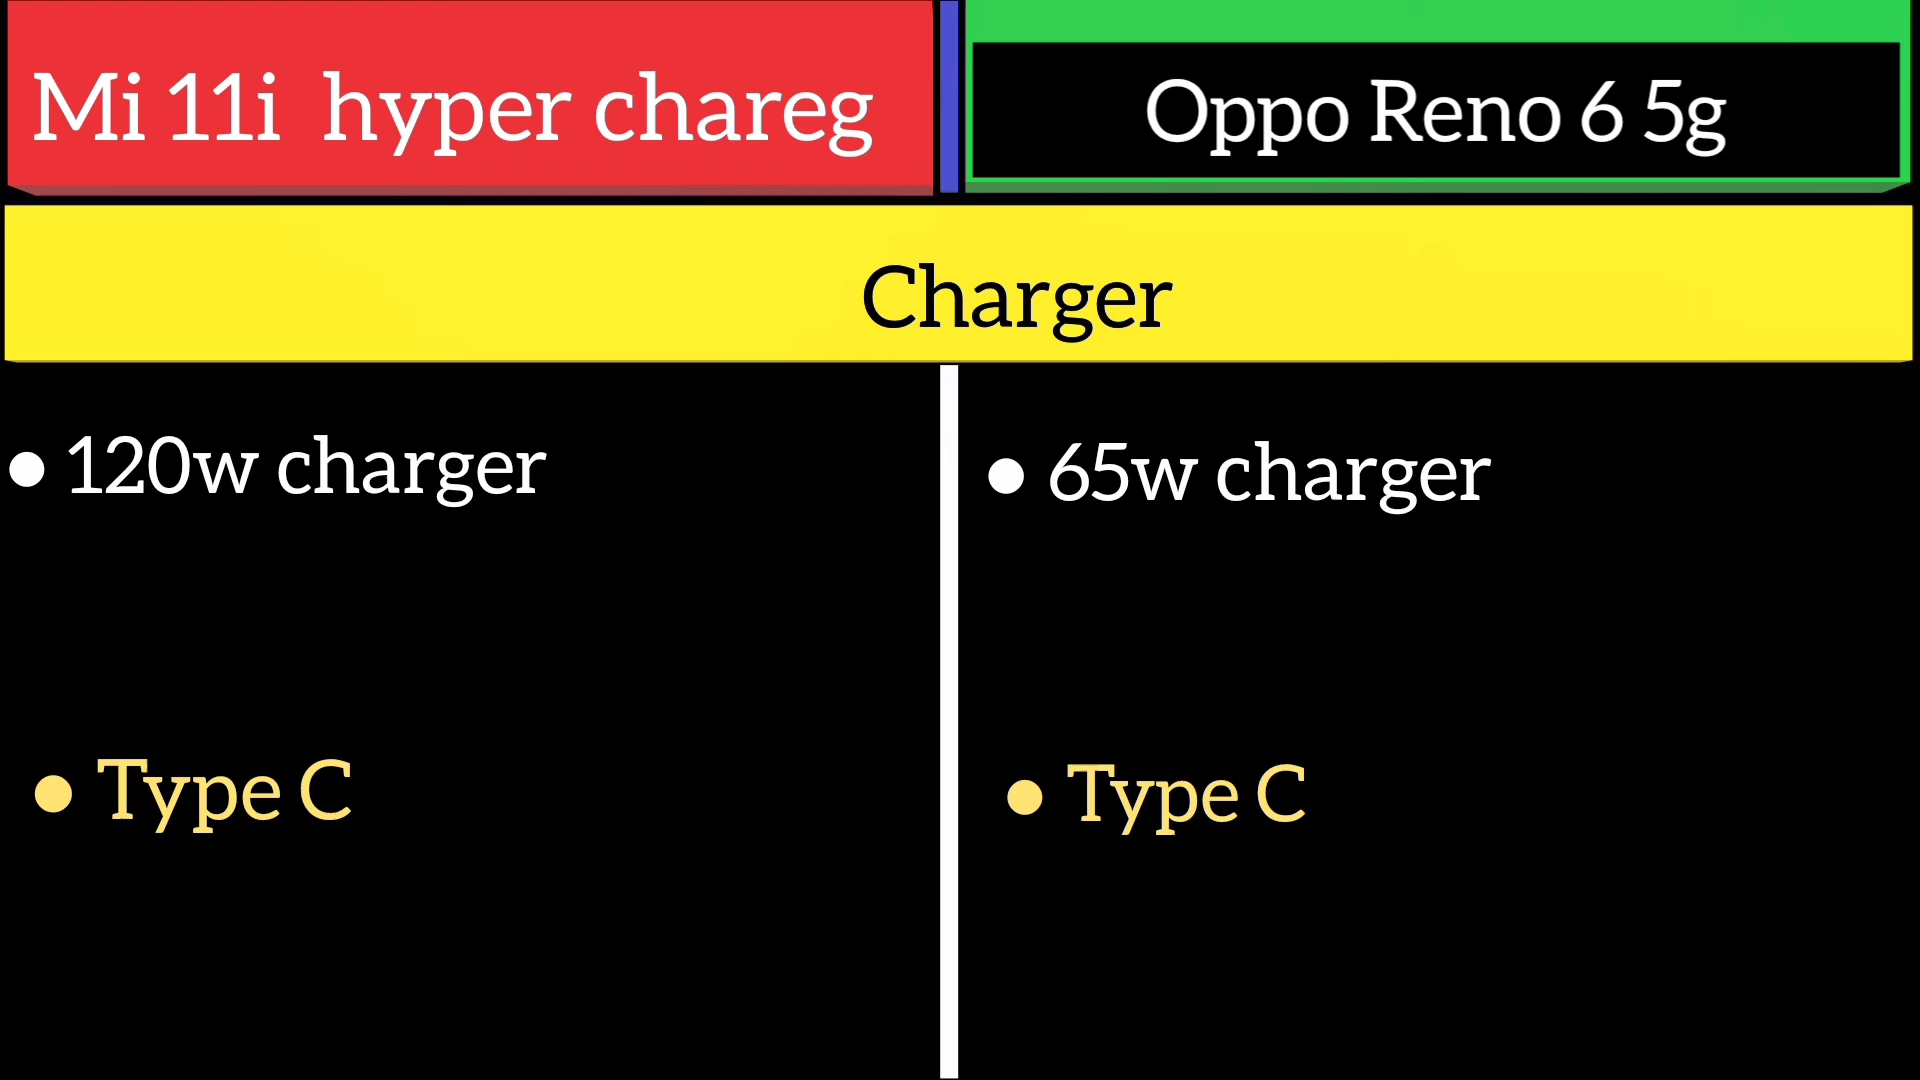 Mi 11i hyper chareg
Oppo Reno 6 5g
Charger
● 120w charger
● 65w charger
● Type C
● Type C